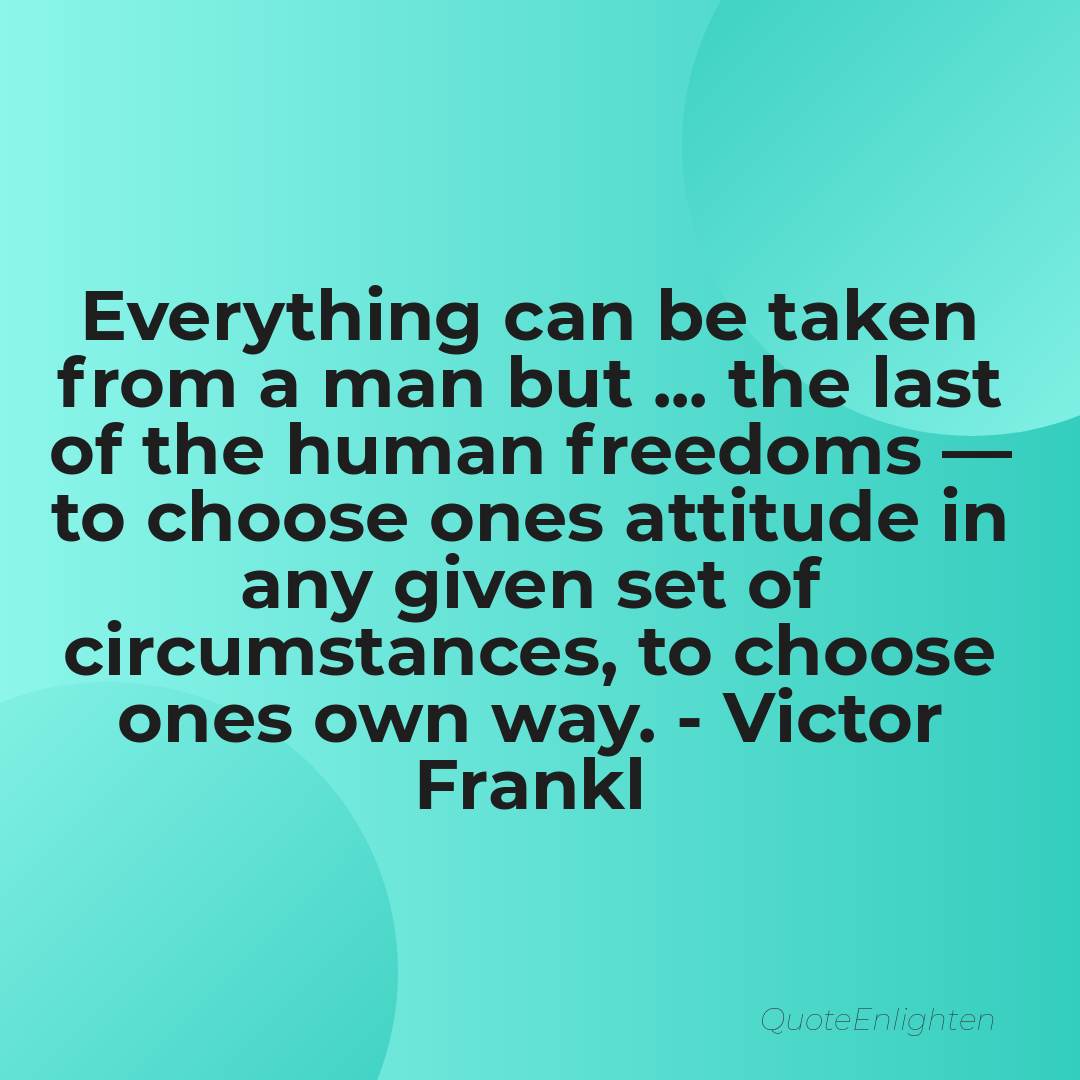 Everything can be taken
from a man but ... the last
of the human freedoms —
to choose ones attitude in
any given set of
circumstances, to choose
ones own way. - Victor
Frankl
QuoteEnlighten